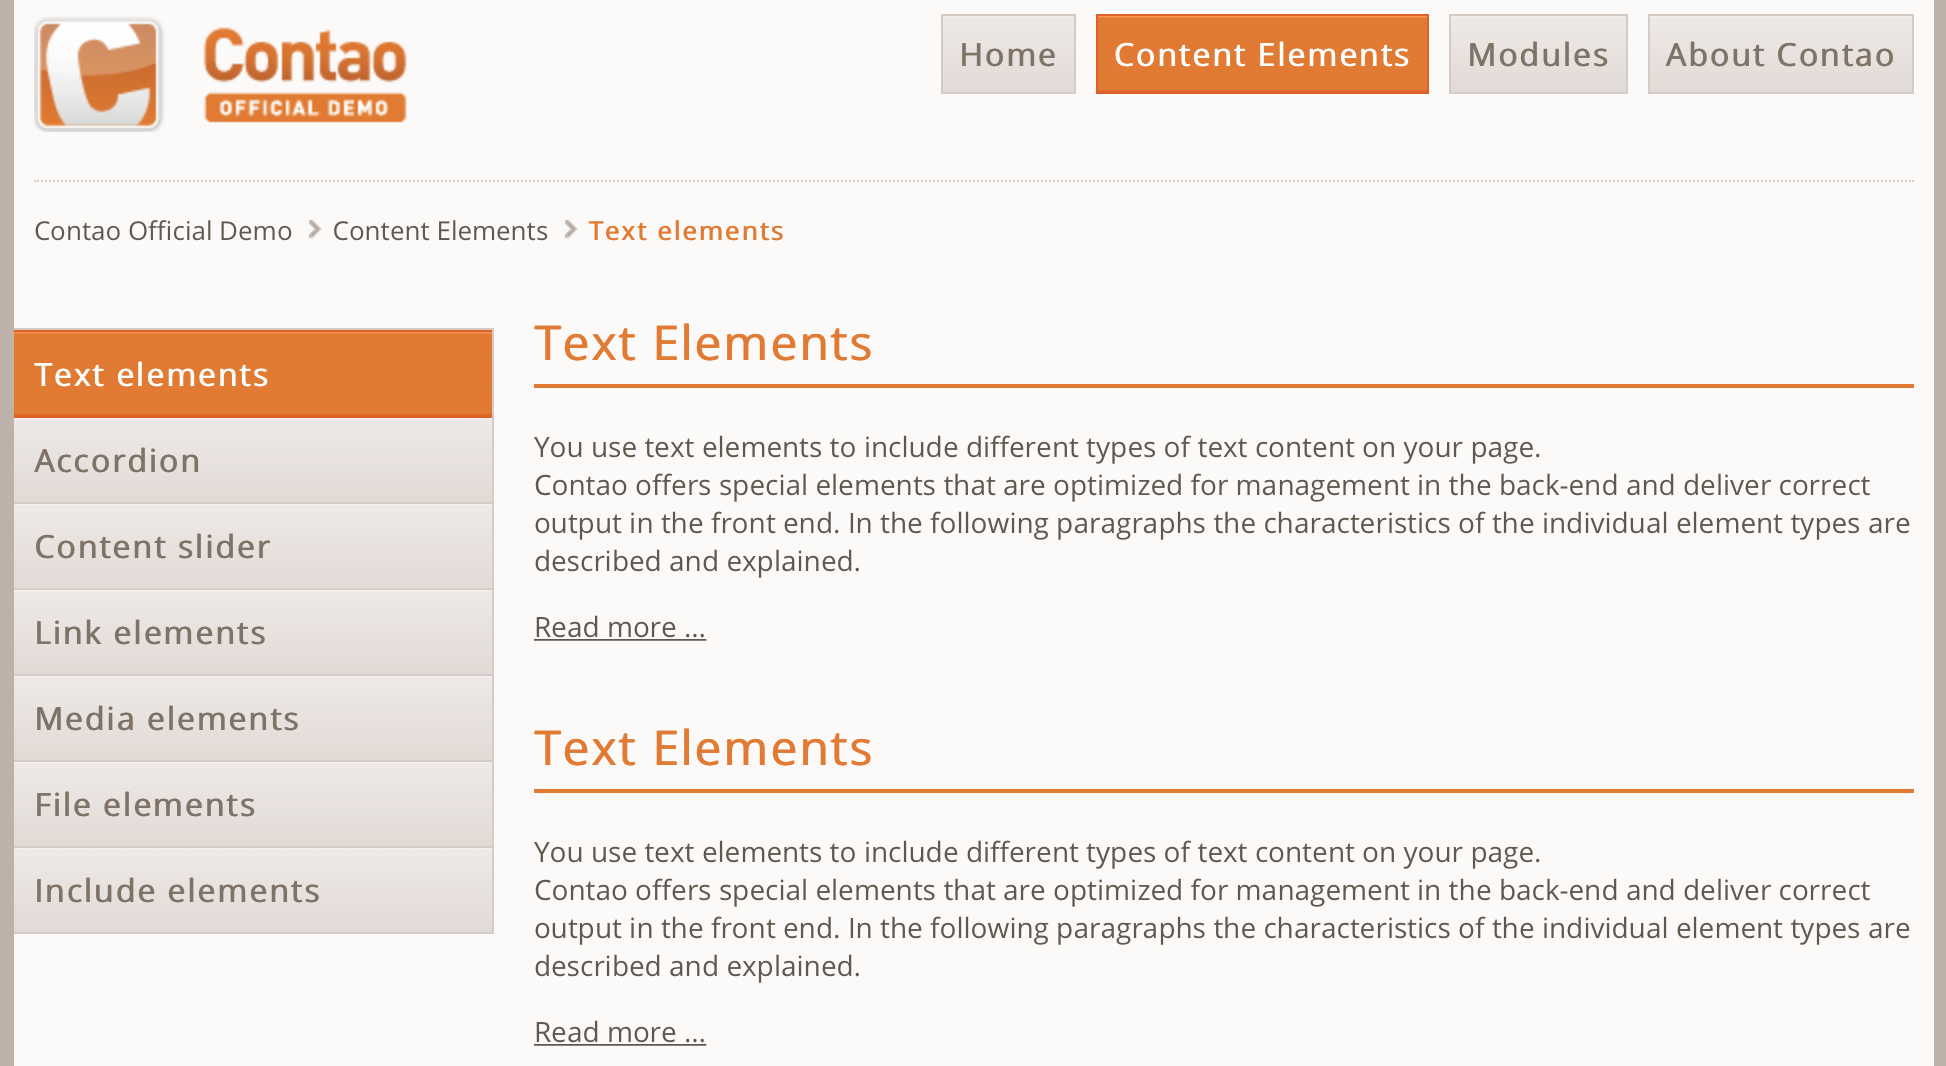 Contao
OFFICIAL DEMO
Home
Content Elements
Modules
About Contao
Contao Official Demo
Content Elements
Text elements
Text elements
Accordion
Content slider
Link elements
Media elements
File elements
Include elements
Text Elements
You use text elements to include different types of text content on your page.
Contao offers special elements that are optimized for management in the back-end and deliver correct
output in the front end. In the following paragraphs the characteristics of the individual element types are
described and explained.
Read more ...
Text Elements
You use text elements to include different types of text content on your page.
Contao offers special elements that are optimized for management in the back-end and deliver correct
output in the front end. In the following paragraphs the characteristics of the individual element types are
described and explained.
Read more ...